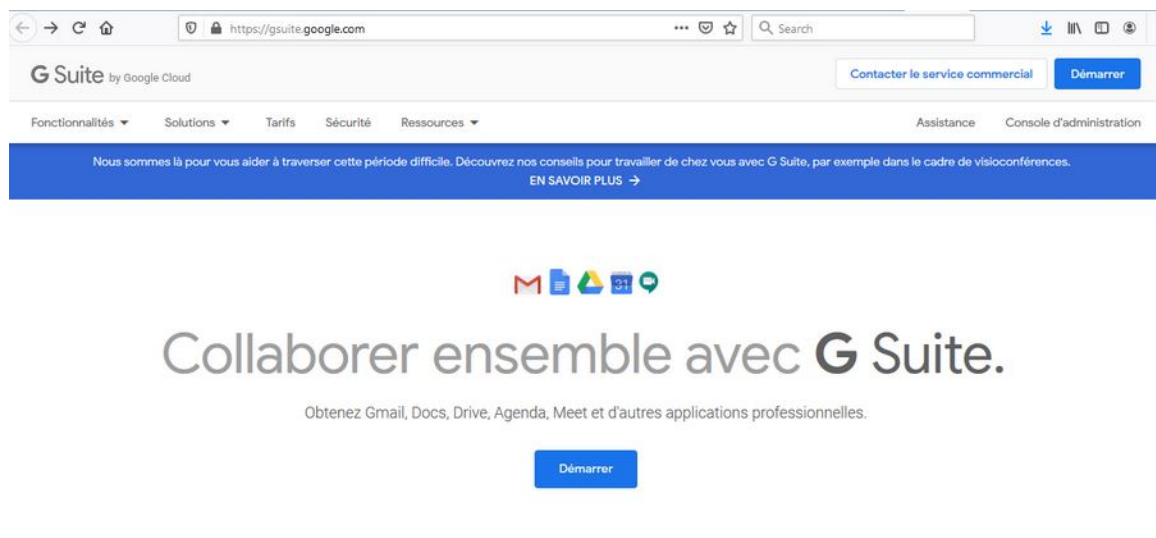 https://gsuite.google.com
Search
G Suite by Google Cloud
Contacter le service commercial
Démarrer
Fonctionnalités
Solutions
Tarifs
Sécurité
Ressources
Assistance
Console d'administration
Nous sommes là pour vous aider à traverser cette période difficile. Découvrez nos conseils pour travailler de chez vous avec G Suite, par exemple dans le cadre de visioconférences.
EN SAVOIR PLUS →
31
Collaborer ensemble avec G Suite.
Obtenez Gmail, Docs, Drive, Agenda, Meet et d'autres applications professionnelles.
Démarrer